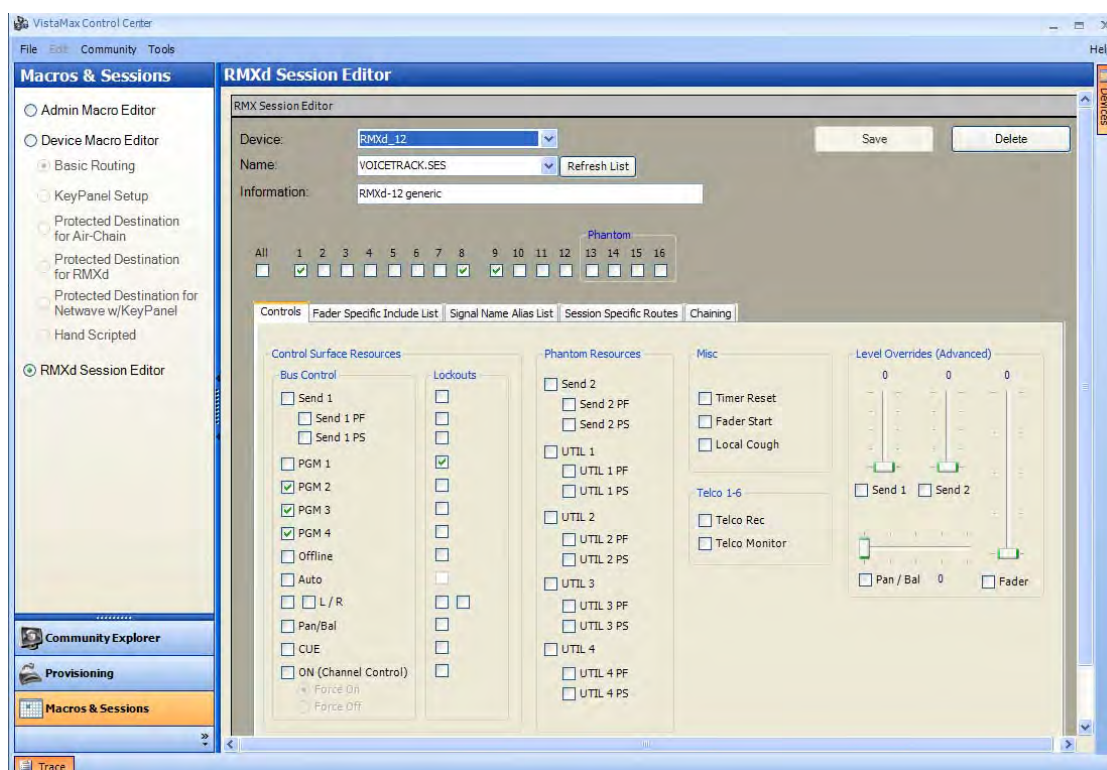 VistaMax Control Center
File Edit Community Tools
Hel
Macros & Sessions
Admin Macro Editor
Device Macro Editor
Basic Routing
KeyPanel Setup
Protected Destination
for Air-Chain
Protected Destination
for RMXd
Protected Destination for
Netwave w/KeyPanel
Hand Scripted
RMXd Session Editor
Community Explorer
Provisioning
Macros & Sessions
Trace
RMXd Session Editor
Devices
RMX Session Editor
Device: RMXd_12
Save Delete
Name: VOICETRACK.SES Refresh List
Information: RMXd-12 generic
Phantom
All 1 2 3 4 5 6 7 8 9 10 11 12 13 14 15 16
Controls Fader Specific Include List Signal Name Alias List Session Specific Routes Chaining
Control Surface Resources
Bus Control
Send 1
Send 1 PF
Send 1 PS
PGM 1
PGM 2
PGM 3
PGM 4
Offline
Auto
L / R
Pan/Bal
CUE
ON (Channel Control)
Force On
Force Off
Lockouts
Phantom Resources
Send 2
Send 2 PF
Send 2 PS
UTIL 1
UTIL 1 PF
UTIL 1 PS
UTIL 2
UTIL 2 PF
UTIL 2 PS
UTIL 3
UTIL 3 PF
UTIL 3 PS
UTIL 4
UTIL 4 PF
UTIL 4 PS
Misc
Timer Reset
Fader Start
Local Cough
Telco 1-6
Telco Rec
Telco Monitor
Level Overrides (Advanced)
0 0 0
Send 1 Send 2
Pan / Bal 0 Fader